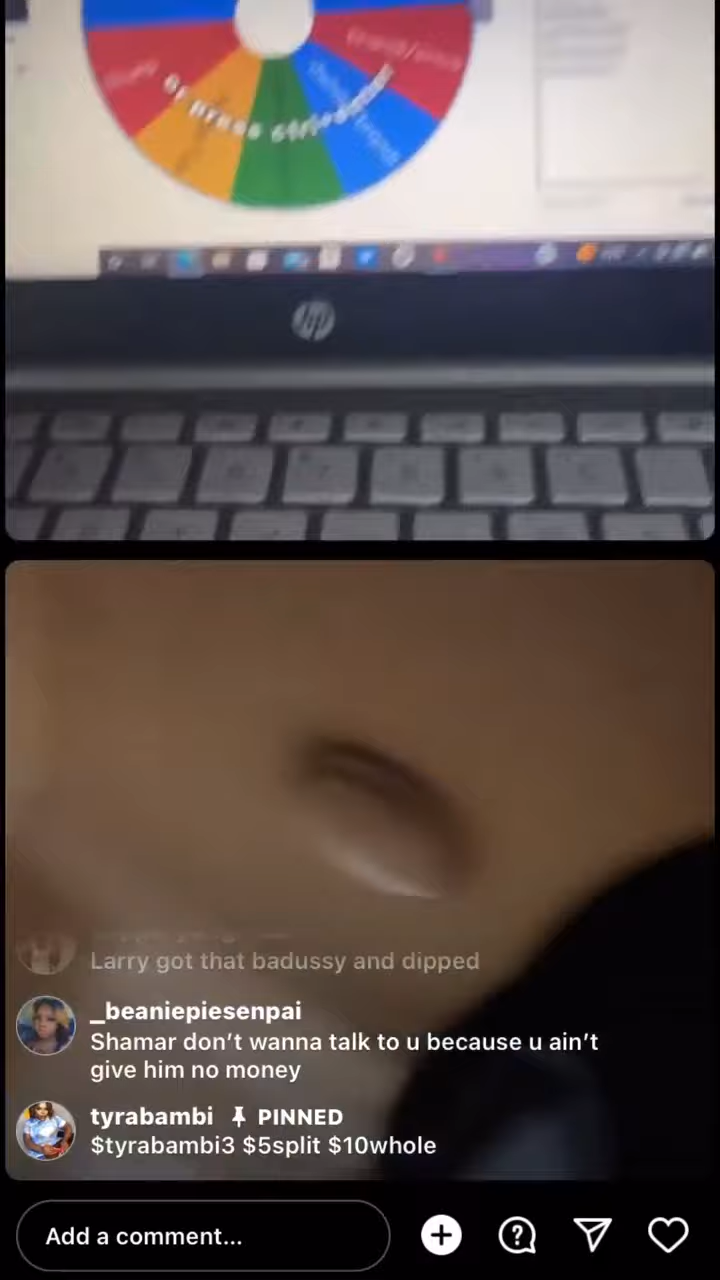 hp
Larry got that badussy and dipped
_beaniepiesenpai
Shamar don’t wanna talk to u because u ain’t
give him no money
tyrabambi PINNED
$tyrabambi3 $5split $10whole
Add a comment...